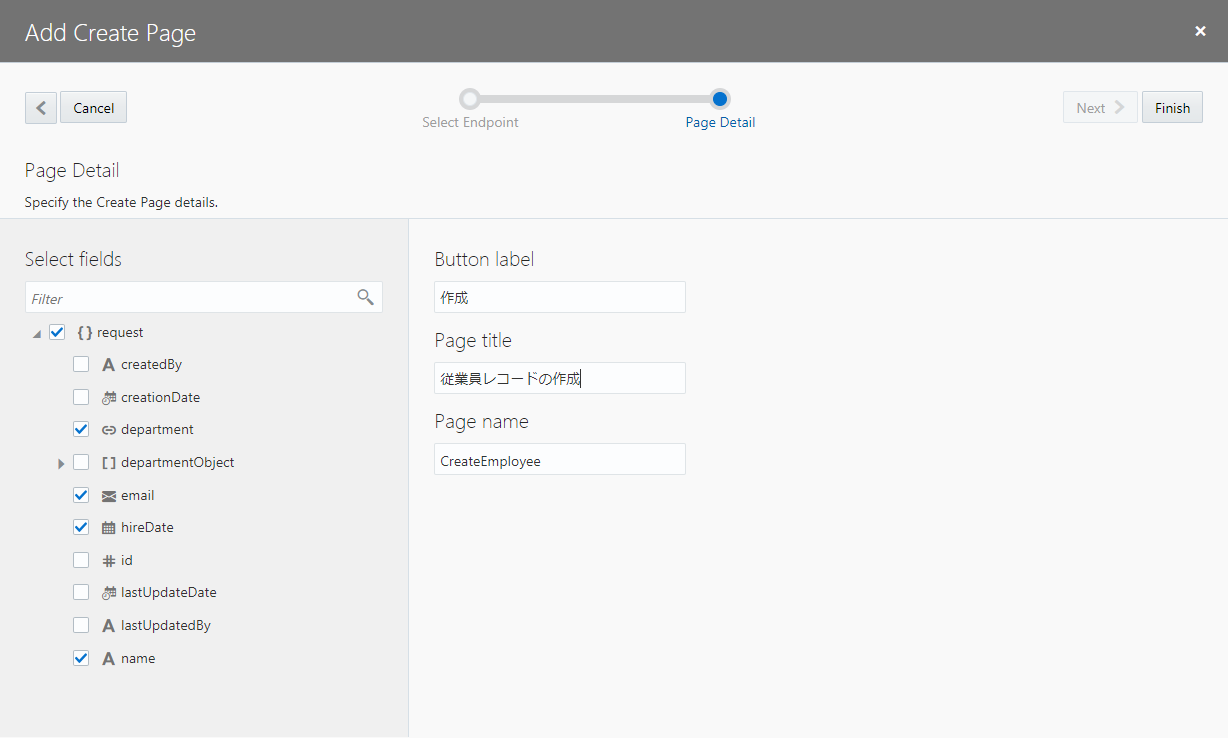 Add Create Page
Cancel
Select Endpoint
Page Detail
Next
Finish
Page Detail
Specify the Create Page details.
Select fields
Filter
{ } request
A createdBy
creationDate
department
[ ] departmentObject
email
hireDate
# id
lastUpdateDate
A lastUpdatedBy
A name
Button label
作成
Page title
従業員レコードの作成
Page name
CreateEmployee